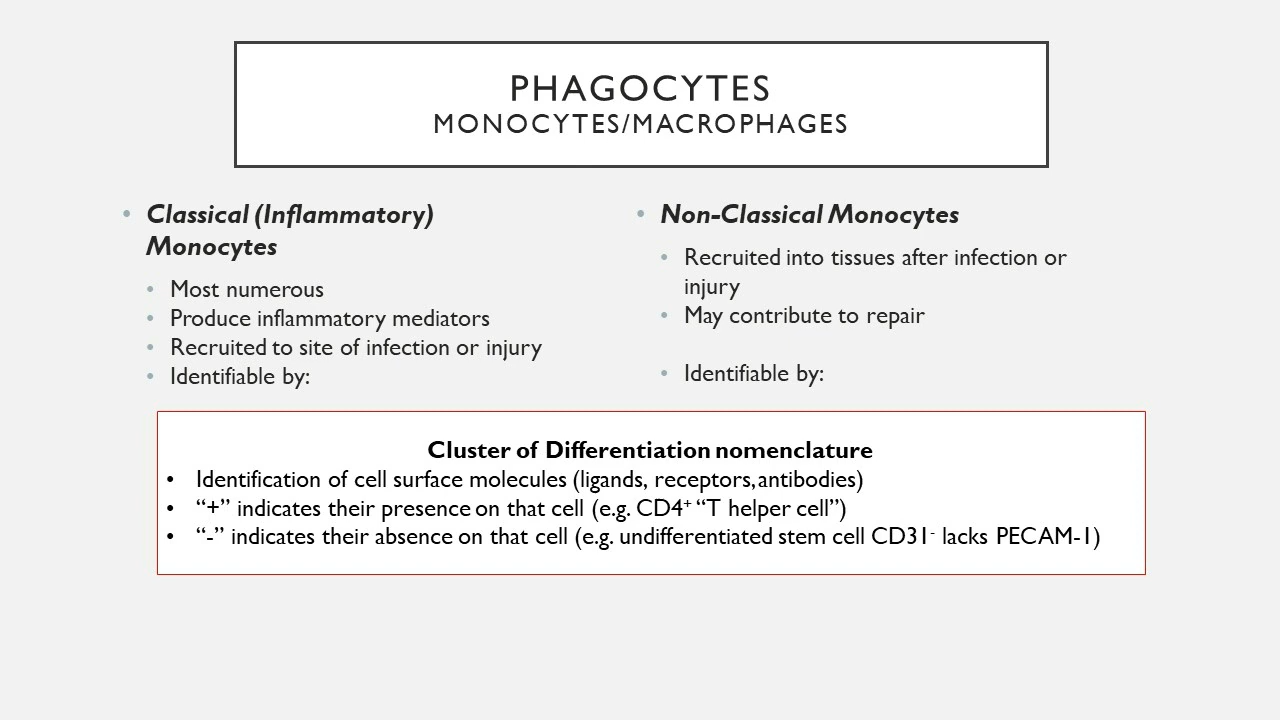 PHAGOCYTES
MONOCYTES/MACROPHAGES
• Classical (Inflammatory)
Monocytes
• Most numerous
• Produce inflammatory mediators
• Recruited to site of infection or injury
• Identifiable by:
• Non-Classical Monocytes
• Recruited into tissues after infection or
injury
• May contribute to repair
• Identifiable by:
Cluster of Differentiation nomenclature
• Identification of cell surface molecules (ligands, receptors, antibodies)
• “+” indicates their presence on that cell (e.g. CD4⁺ “T helper cell”)
• “-” indicates their absence on that cell (e.g. undifferentiated stem cell CD31⁻ lacks PECAM-1)